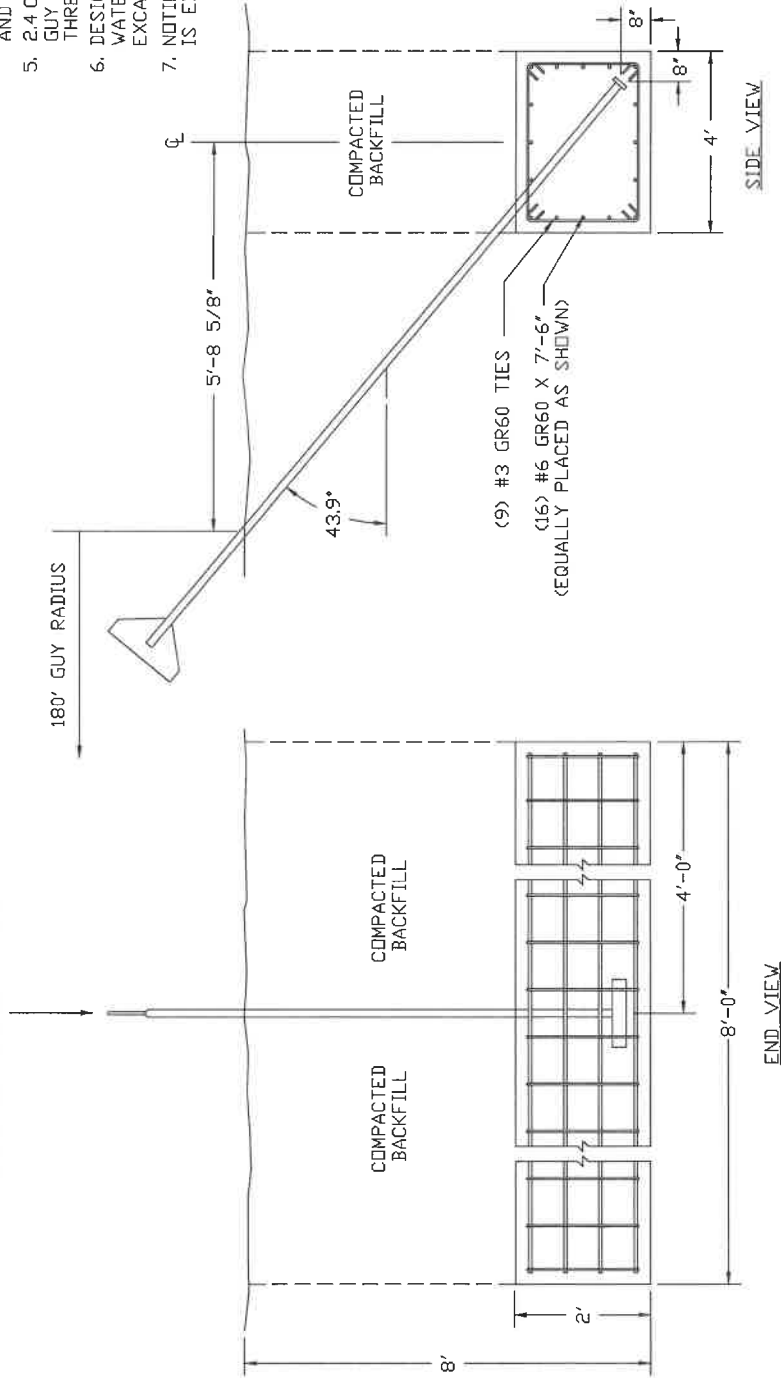 AND
5. 2.4 C
GUY
THRE
6. DESIG
WATE
EXCA
7. NOTI
IS E
180' GUY RADIUS
5'-8 5/8"
℄
43.9°
COMPACTED
BACKFILL
COMPACTED
BACKFILL
COMPACTED
BACKFILL
(9) #3 GR60 TIES
(16) #6 GR60 X 7'-6"
(EQUALLY PLACED AS SHOWN)
8'
2'
4'-0"
8'-0"
END VIEW
8"
8"
4'
SIDE VIEW